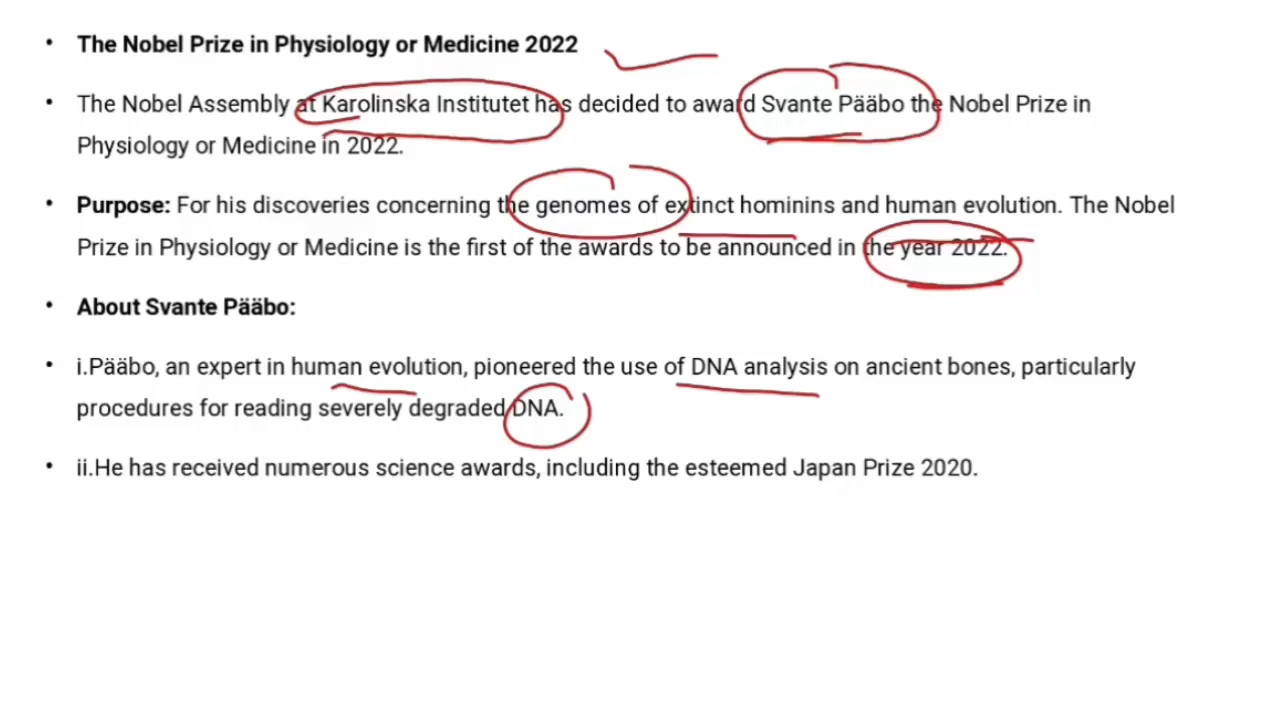 • The Nobel Prize in Physiology or Medicine 2022
• The Nobel Assembly at Karolinska Institutet has decided to award Svante Pääbo the Nobel Prize in
Physiology or Medicine in 2022.
• Purpose: For his discoveries concerning the genomes of extinct hominins and human evolution. The Nobel
Prize in Physiology or Medicine is the first of the awards to be announced in the year 2022.
• About Svante Pääbo:
• i.Pääbo, an expert in human evolution, pioneered the use of DNA analysis on ancient bones, particularly
procedures for reading severely degraded DNA.
• ii.He has received numerous science awards, including the esteemed Japan Prize 2020.